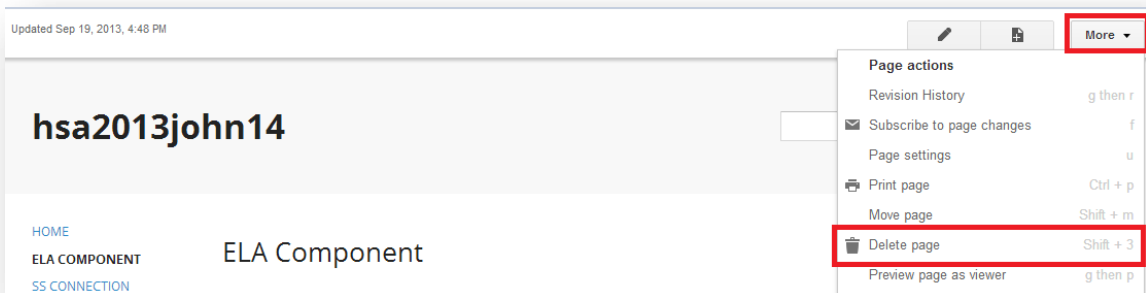 Updated Sep 19, 2013, 4:48 PM
More
Page actions
Revision History g then r
hsa2013john14
Subscribe to page changes f
Page settings u
Print page Ctrl + p
Move page Shift + m
HOME
ELA COMPONENT
SS CONNECTION
ELA Component
Delete page Shift + 3
Preview page as viewer g then p